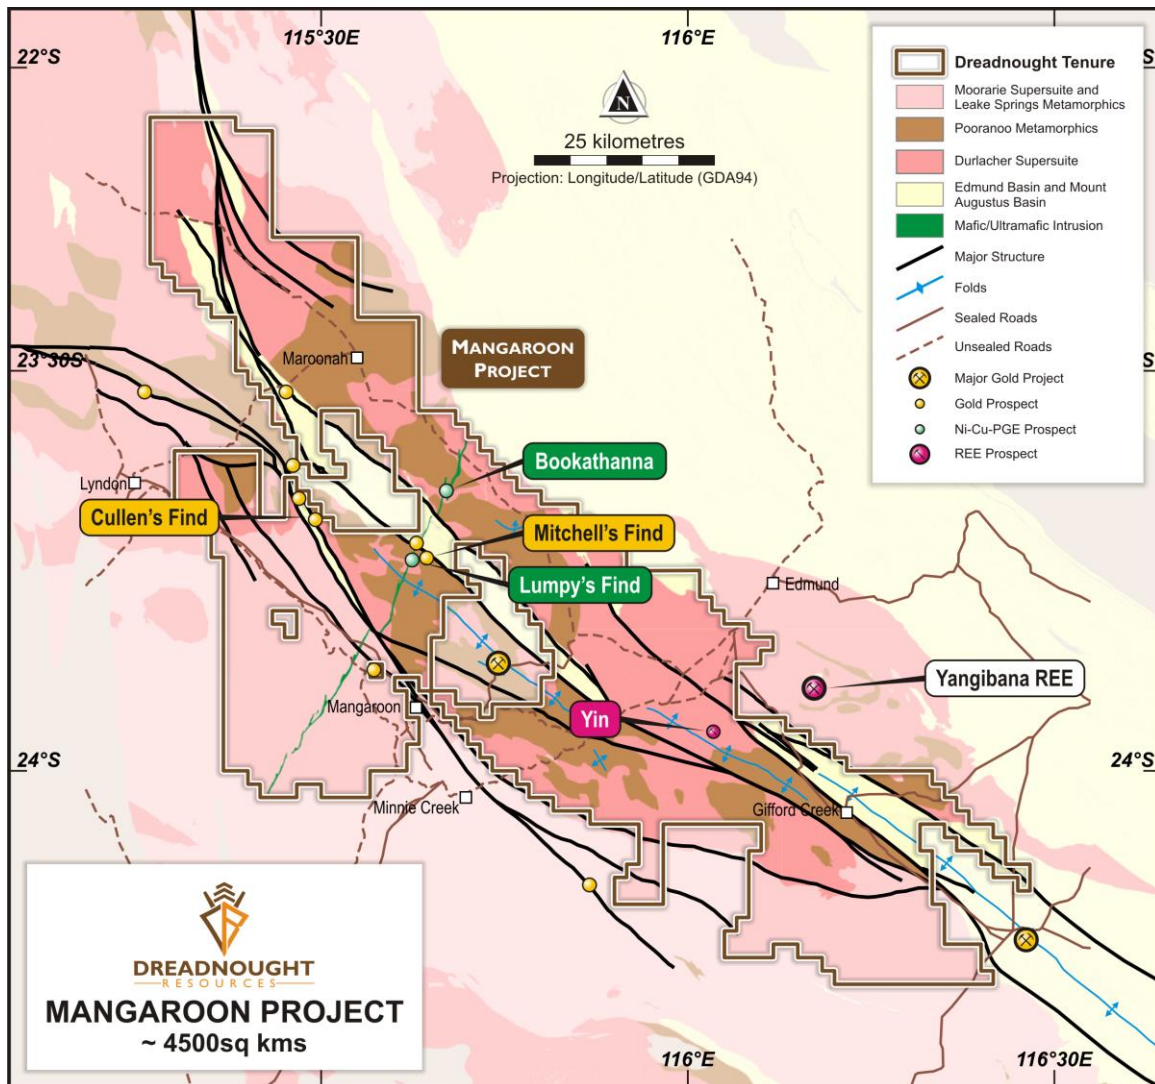 115°30E
116°E
22°S
S
N
25 kilometres
Projection: Longitude/Latitude (GDA94)
Dreadnought Tenure
Moorarie Supersuite and
Leake Springs Metamorphics
Pooranoo Metamorphics
Durlacher Supersuite
Edmund Basin and Mount
Augustus Basin
Mafic/Ultramafic Intrusion
Major Structure
Folds
Sealed Roads
Unsealed Roads
Major Gold Project
Gold Prospect
Ni-Cu-PGE Prospect
REE Prospect
23°30S
S
Maroonah
MANGAROON
PROJECT
Bookathanna
Lyndon
Cullen's Find
Mitchell's Find
Lumpy's Find
Edmund
Yangibana REE
Mangaroon
Yin
24°S
24°S
Minnie Creek
Gifford Creek
DREADNOUGHT
RESOURCES
MANGAROON PROJECT
~ 4500sq kms
116°E
116°30E